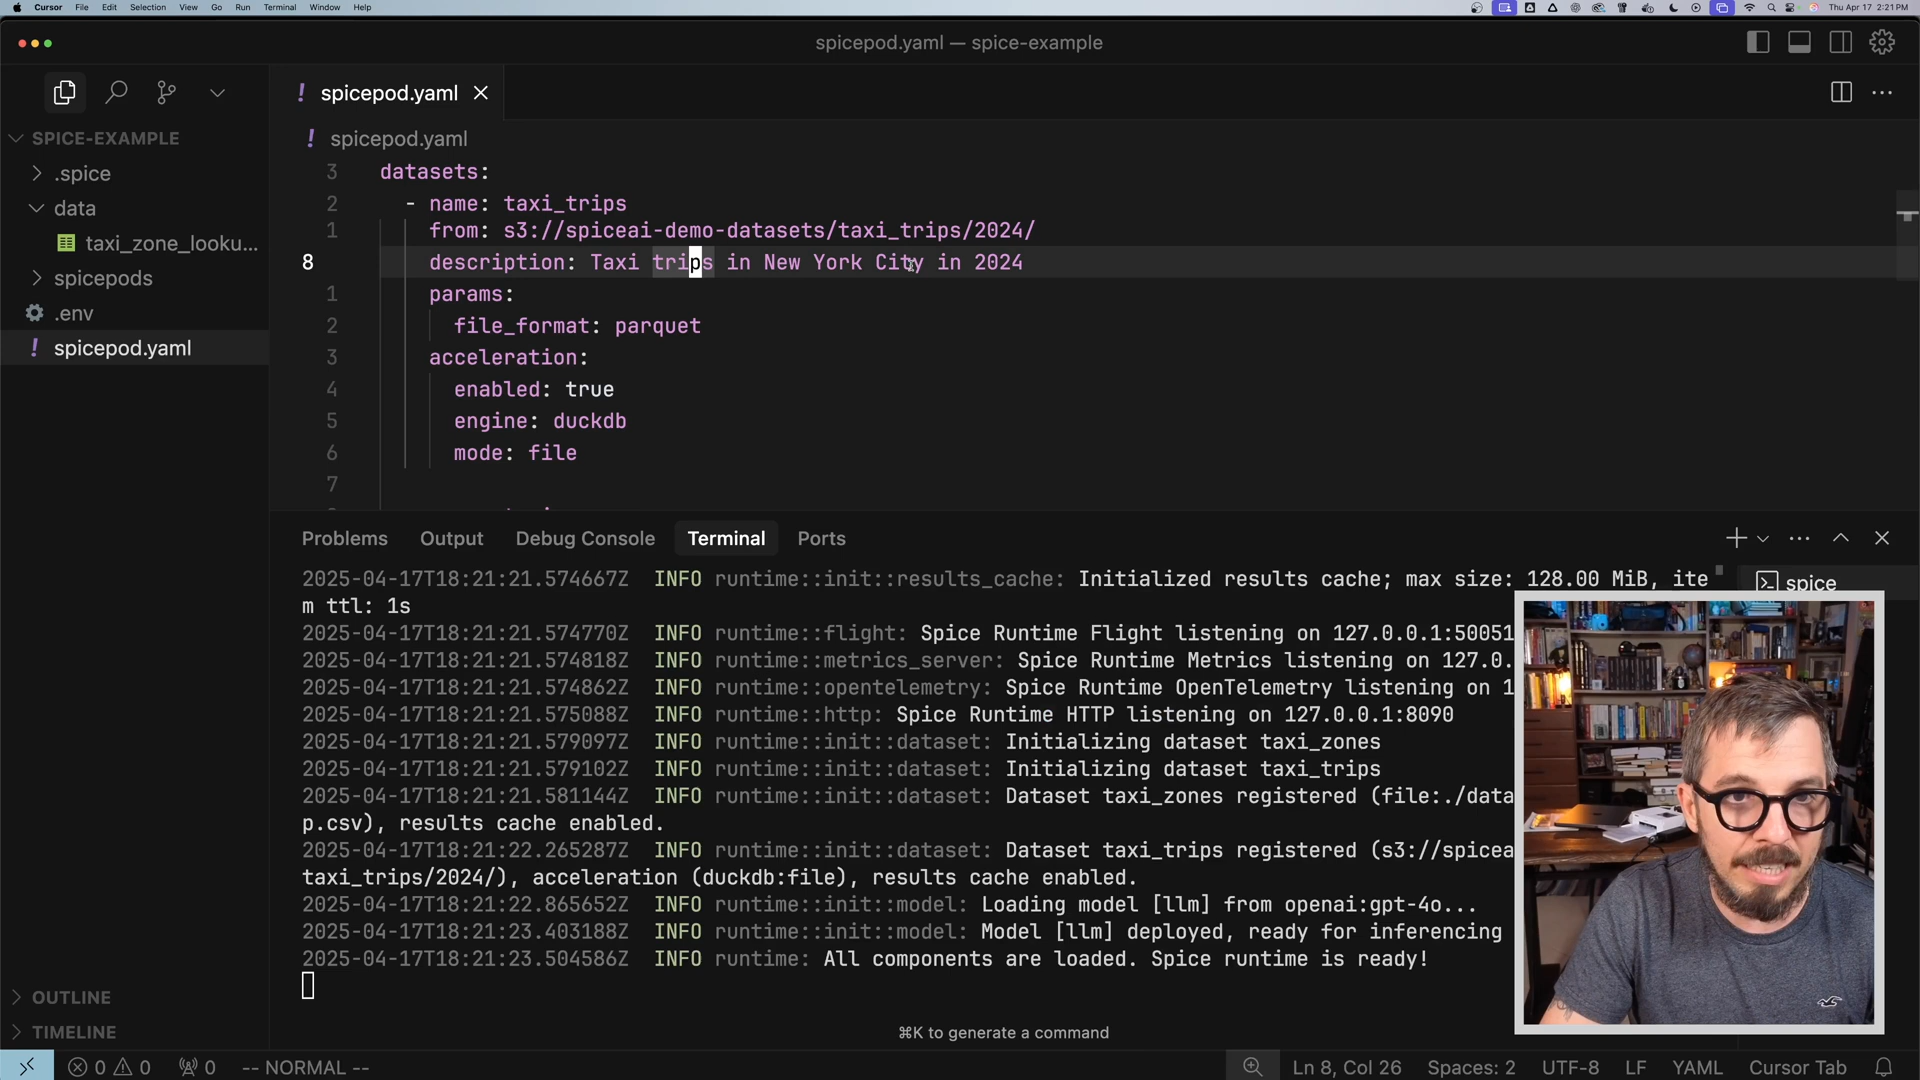 Cursor File Edit Selection View Go Run Terminal Window Help
Thu Apr 17 2:21 PM
spicepod.yaml — spice-example
! spicepod.yaml
SPICE-EXAMPLE
.spice
data
taxi_zone_looku...
spicepods
.env
! spicepod.yaml
OUTLINE
TIMELINE
! spicepod.yaml
3 datasets:
2 - name: taxi_trips
1 from: s3://spiceai-demo-datasets/taxi_trips/2024/
8 description: Taxi trips in New York City in 2024
1 params:
2 file_format: parquet
3 acceleration:
4 enabled: true
5 engine: duckdb
6 mode: file
7
Problems Output Debug Console Terminal Ports
spice
2025-04-17T18:21:21.574667Z INFO runtime::init::results_cache: Initialized results cache; max size: 128.00 MiB, ite
m ttl: 1s
2025-04-17T18:21:21.574770Z INFO runtime::flight: Spice Runtime Flight listening on 127.0.0.1:50051
2025-04-17T18:21:21.574818Z INFO runtime::metrics_server: Spice Runtime Metrics listening on 127.0.
2025-04-17T18:21:21.574862Z INFO runtime::opentelemetry: Spice Runtime OpenTelemetry listening on 1
2025-04-17T18:21:21.575088Z INFO runtime::http: Spice Runtime HTTP listening on 127.0.0.1:8090
2025-04-17T18:21:21.579097Z INFO runtime::init::dataset: Initializing dataset taxi_zones
2025-04-17T18:21:21.579102Z INFO runtime::init::dataset: Initializing dataset taxi_trips
2025-04-17T18:21:21.581144Z INFO runtime::init::dataset: Dataset taxi_zones registered (file:./data
p.csv), results cache enabled.
2025-04-17T18:21:22.265287Z INFO runtime::init::dataset: Dataset taxi_trips registered (s3://spicea
taxi_trips/2024/), acceleration (duckdb:file), results cache enabled.
2025-04-17T18:21:22.865652Z INFO runtime::init::model: Loading model [llm] from openai:gpt-4o...
2025-04-17T18:21:23.403188Z INFO runtime::init::model: Model [llm] deployed, ready for inferencing
2025-04-17T18:21:23.504586Z INFO runtime: All components are loaded. Spice runtime is ready!
⌘K to generate a command
0 0 0 -- NORMAL -- Ln 8, Col 26 Spaces: 2 UTF-8 LF YAML Cursor Tab